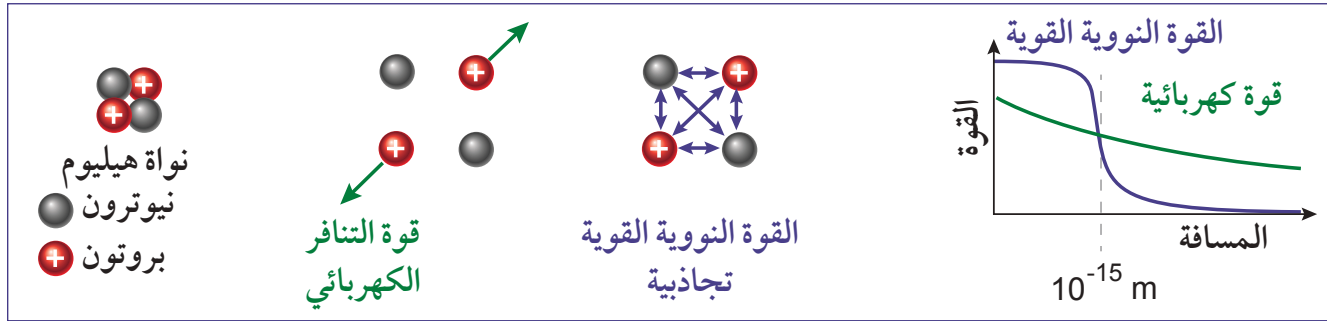 القوة النووية القوية
قوة كهربائية
القوة
المسافة
10⁻¹⁵ m
القوة النووية القوية
تجاذبية
قوة التنافر
الكهربائي
نواة هيليوم
نيوترون
بروتون
+
+
+
+
+
+
+